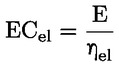 EC_el = E / η_el